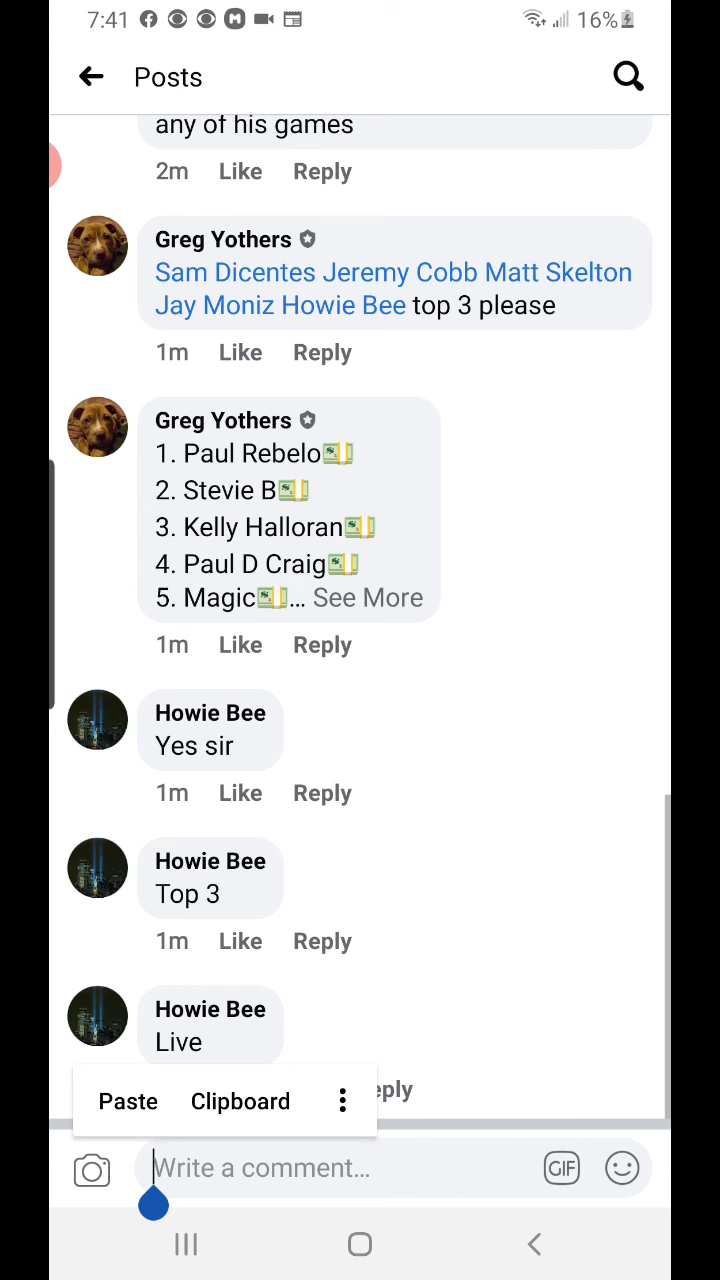 7:41 16%
Posts
any of his games
2m Like Reply
Greg Yothers
Sam Dicentes Jeremy Cobb Matt Skelton
Jay Moniz Howie Bee top 3 please
1m Like Reply
Greg Yothers
1. Paul Rebelo💵
2. Stevie B💵
3. Kelly Halloran💵
4. Paul D Craig💵
5. Magic💵... See More
1m Like Reply
Howie Bee
Yes sir
1m Like Reply
Howie Bee
Top 3
1m Like Reply
Howie Bee
Live
eply
Paste Clipboard
Write a comment...
GIF